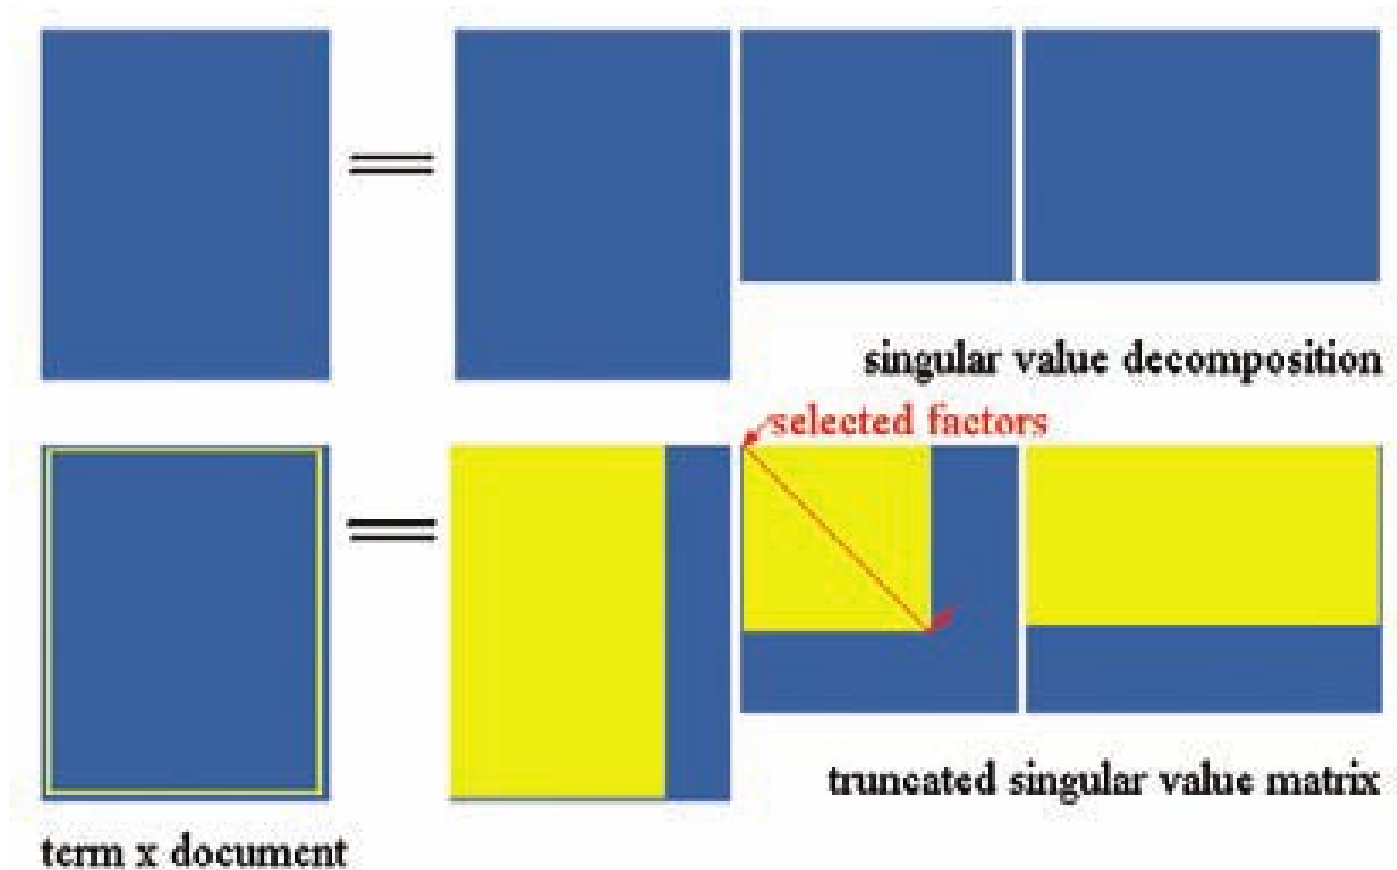 singular value decomposition
selected factors
truncated singular value matrix
term x document